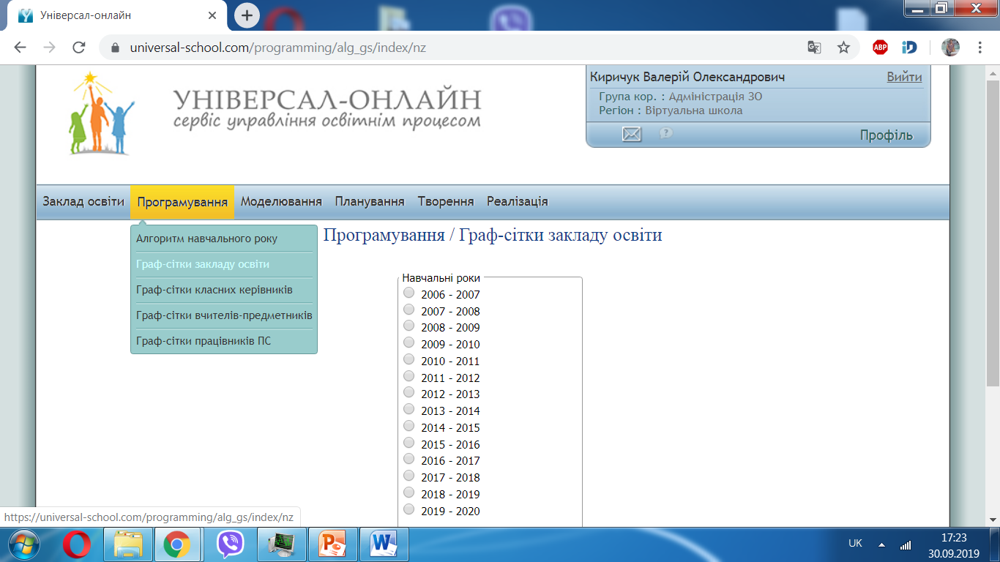 Універсал-онлайн
universal-school.com/programming/alg_gs/index/nz
ABP
УНІВЕРСАЛ-ОНЛАЙН
сервіс управління освітнім процесом
Киричук Валерій Олександрович
Вийти
Група кор. : Адміністрація ЗО
Регіон : Віртуальна школа
Профіль
Заклад освіти Програмування Моделювання Планування Творення Реалізація
Алгоритм навчального року
Граф-сітки закладу освіти
Граф-сітки класних керівників
Граф-сітки вчителів-предметників
Граф-сітки працівників ПС
Програмування / Граф-сітки закладу освіти
Навчальні роки
2006 - 2007
2007 - 2008
2008 - 2009
2009 - 2010
2010 - 2011
2011 - 2012
2012 - 2013
2013 - 2014
2014 - 2015
2015 - 2016
2016 - 2017
2017 - 2018
2018 - 2019
2019 - 2020
https://universal-school.com/programming/alg_gs/index/nz
UK
17:23
30.09.2019